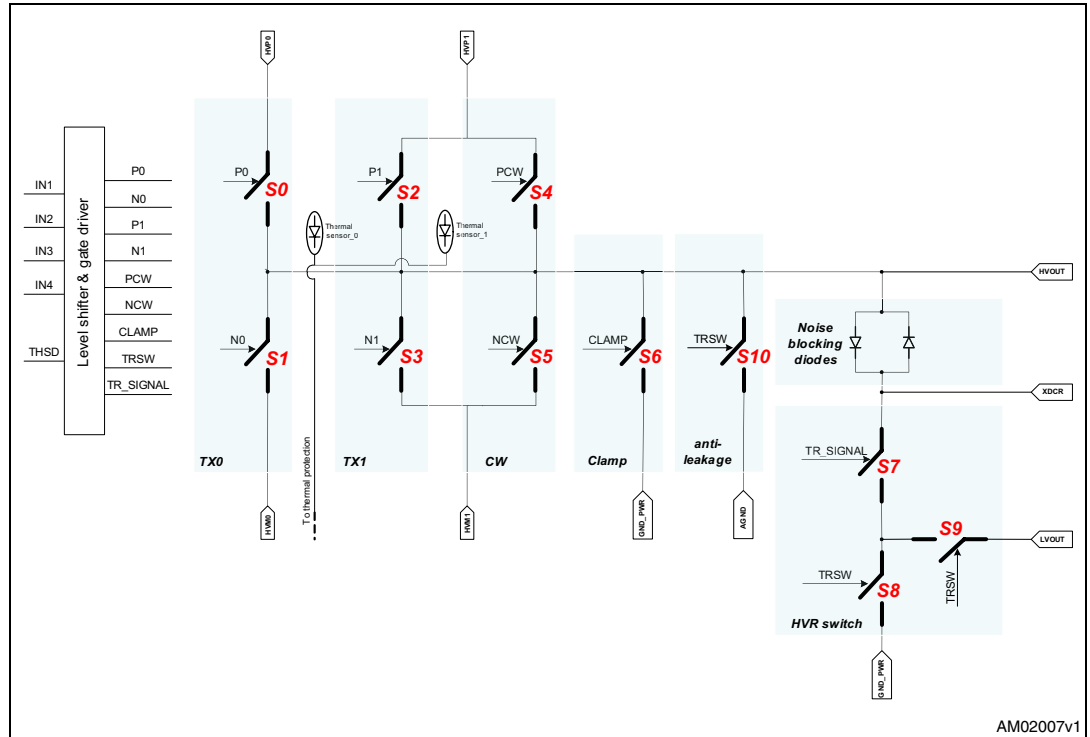 HVP0
HVP1
Level shifter & gate driver
IN1
IN2
IN3
IN4
THSD
P0
N0
P1
N1
PCW
NCW
CLAMP
TRSW
TR_SIGNAL
P0
S0
P1
S2
PCW
S4
Thermal
sensor_0
Thermal
sensor_1
HVOUT
N0
S1
N1
S3
NCW
S5
CLAMP
S6
TRSW
S10
Noise
blocking
diodes
XDCR
TX0
To thermal protection
TX1
CW
Clamp
anti-
leakage
TR_SIGNAL
S7
HVM0
HVM1
GND_PWR
AGND
S9
LVOUT
TRSW
S8
TRSW
HVR switch
GND_PWR
AM02007v1